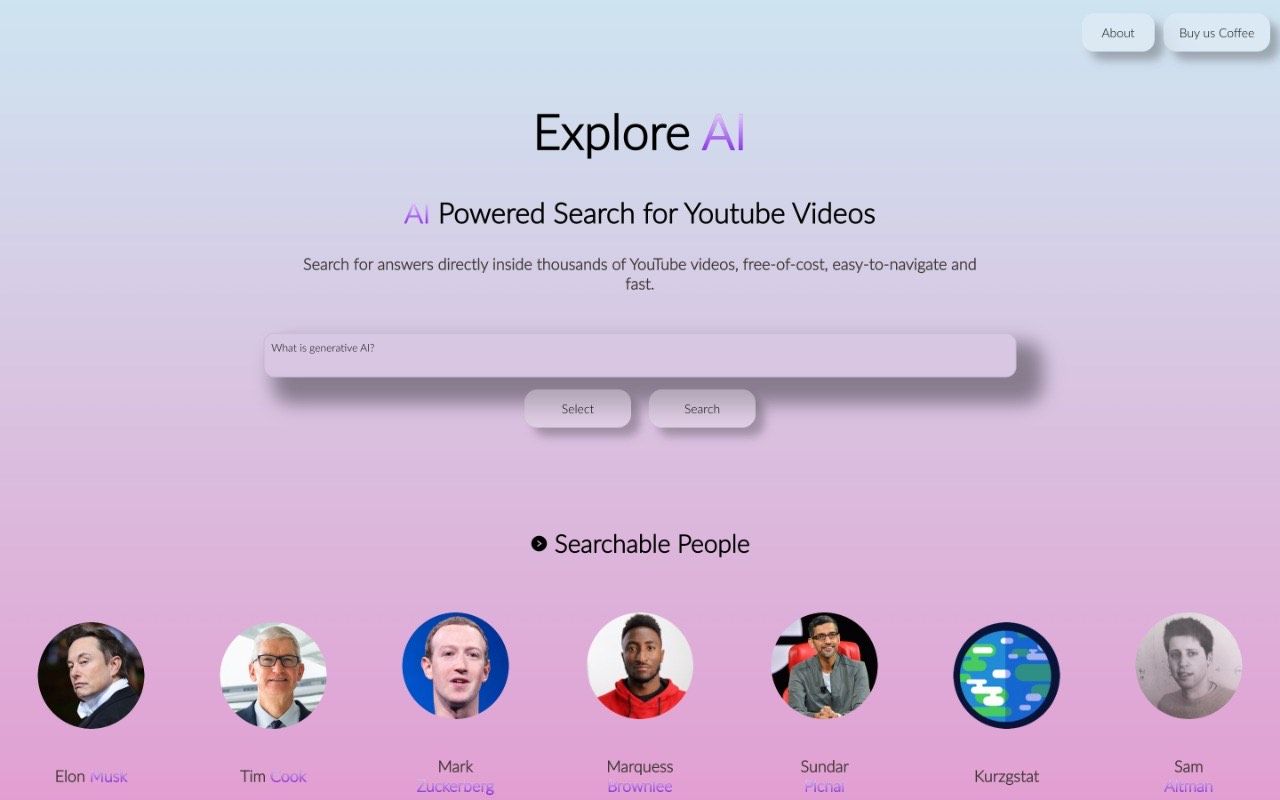 About
Buy us Coffee
Explore AI
AI Powered Search for Youtube Videos
Search for answers directly inside thousands of YouTube videos, free-of-cost, easy-to-navigate and
fast.
What is generative AI?
Select
Search
Searchable People
Elon Musk
Tim Cook
Mark
Zuckerberg
Marquess
Brownlee
Sundar
Pichai
Kurzgstat
Sam
Altman